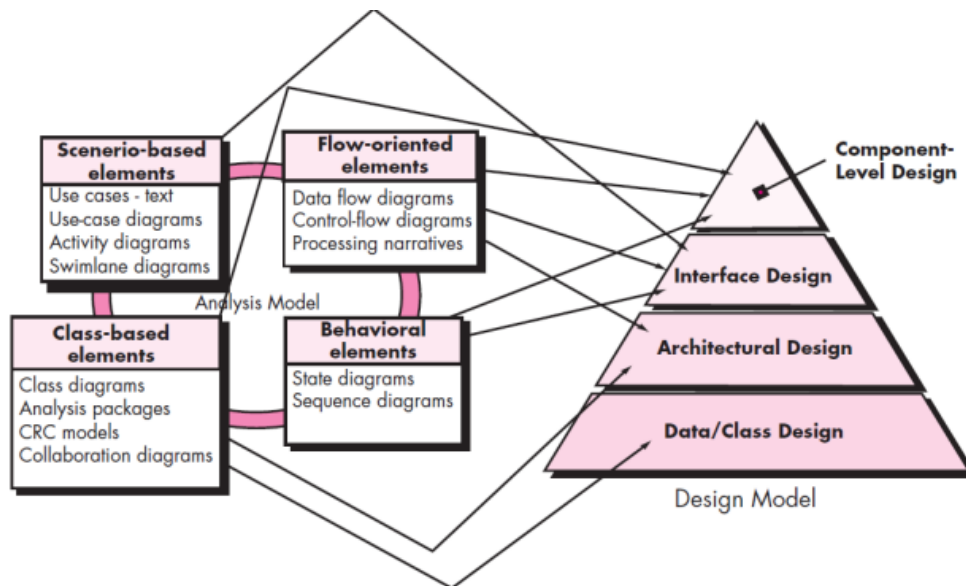 Scenerio-based
elements
Use cases - text
Use-case diagrams
Activity diagrams
Swimlane diagrams
Flow-oriented
elements
Data flow diagrams
Control-flow diagrams
Processing narratives
Analysis Model
Class-based
elements
Class diagrams
Analysis packages
CRC models
Collaboration diagrams
Behavioral
elements
State diagrams
Sequence diagrams
Component-
Level Design
Interface Design
Architectural Design
Data/Class Design
Design Model